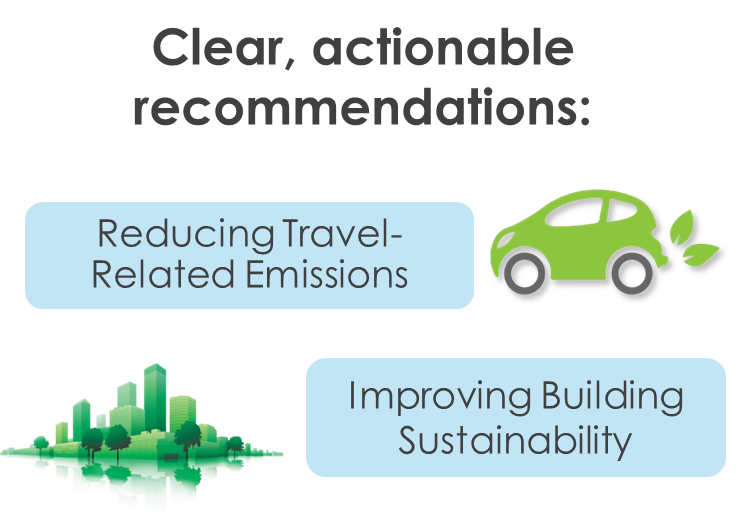 Clear, actionable
recommendations:
Reducing Travel-
Related Emissions
Improving Building
Sustainability